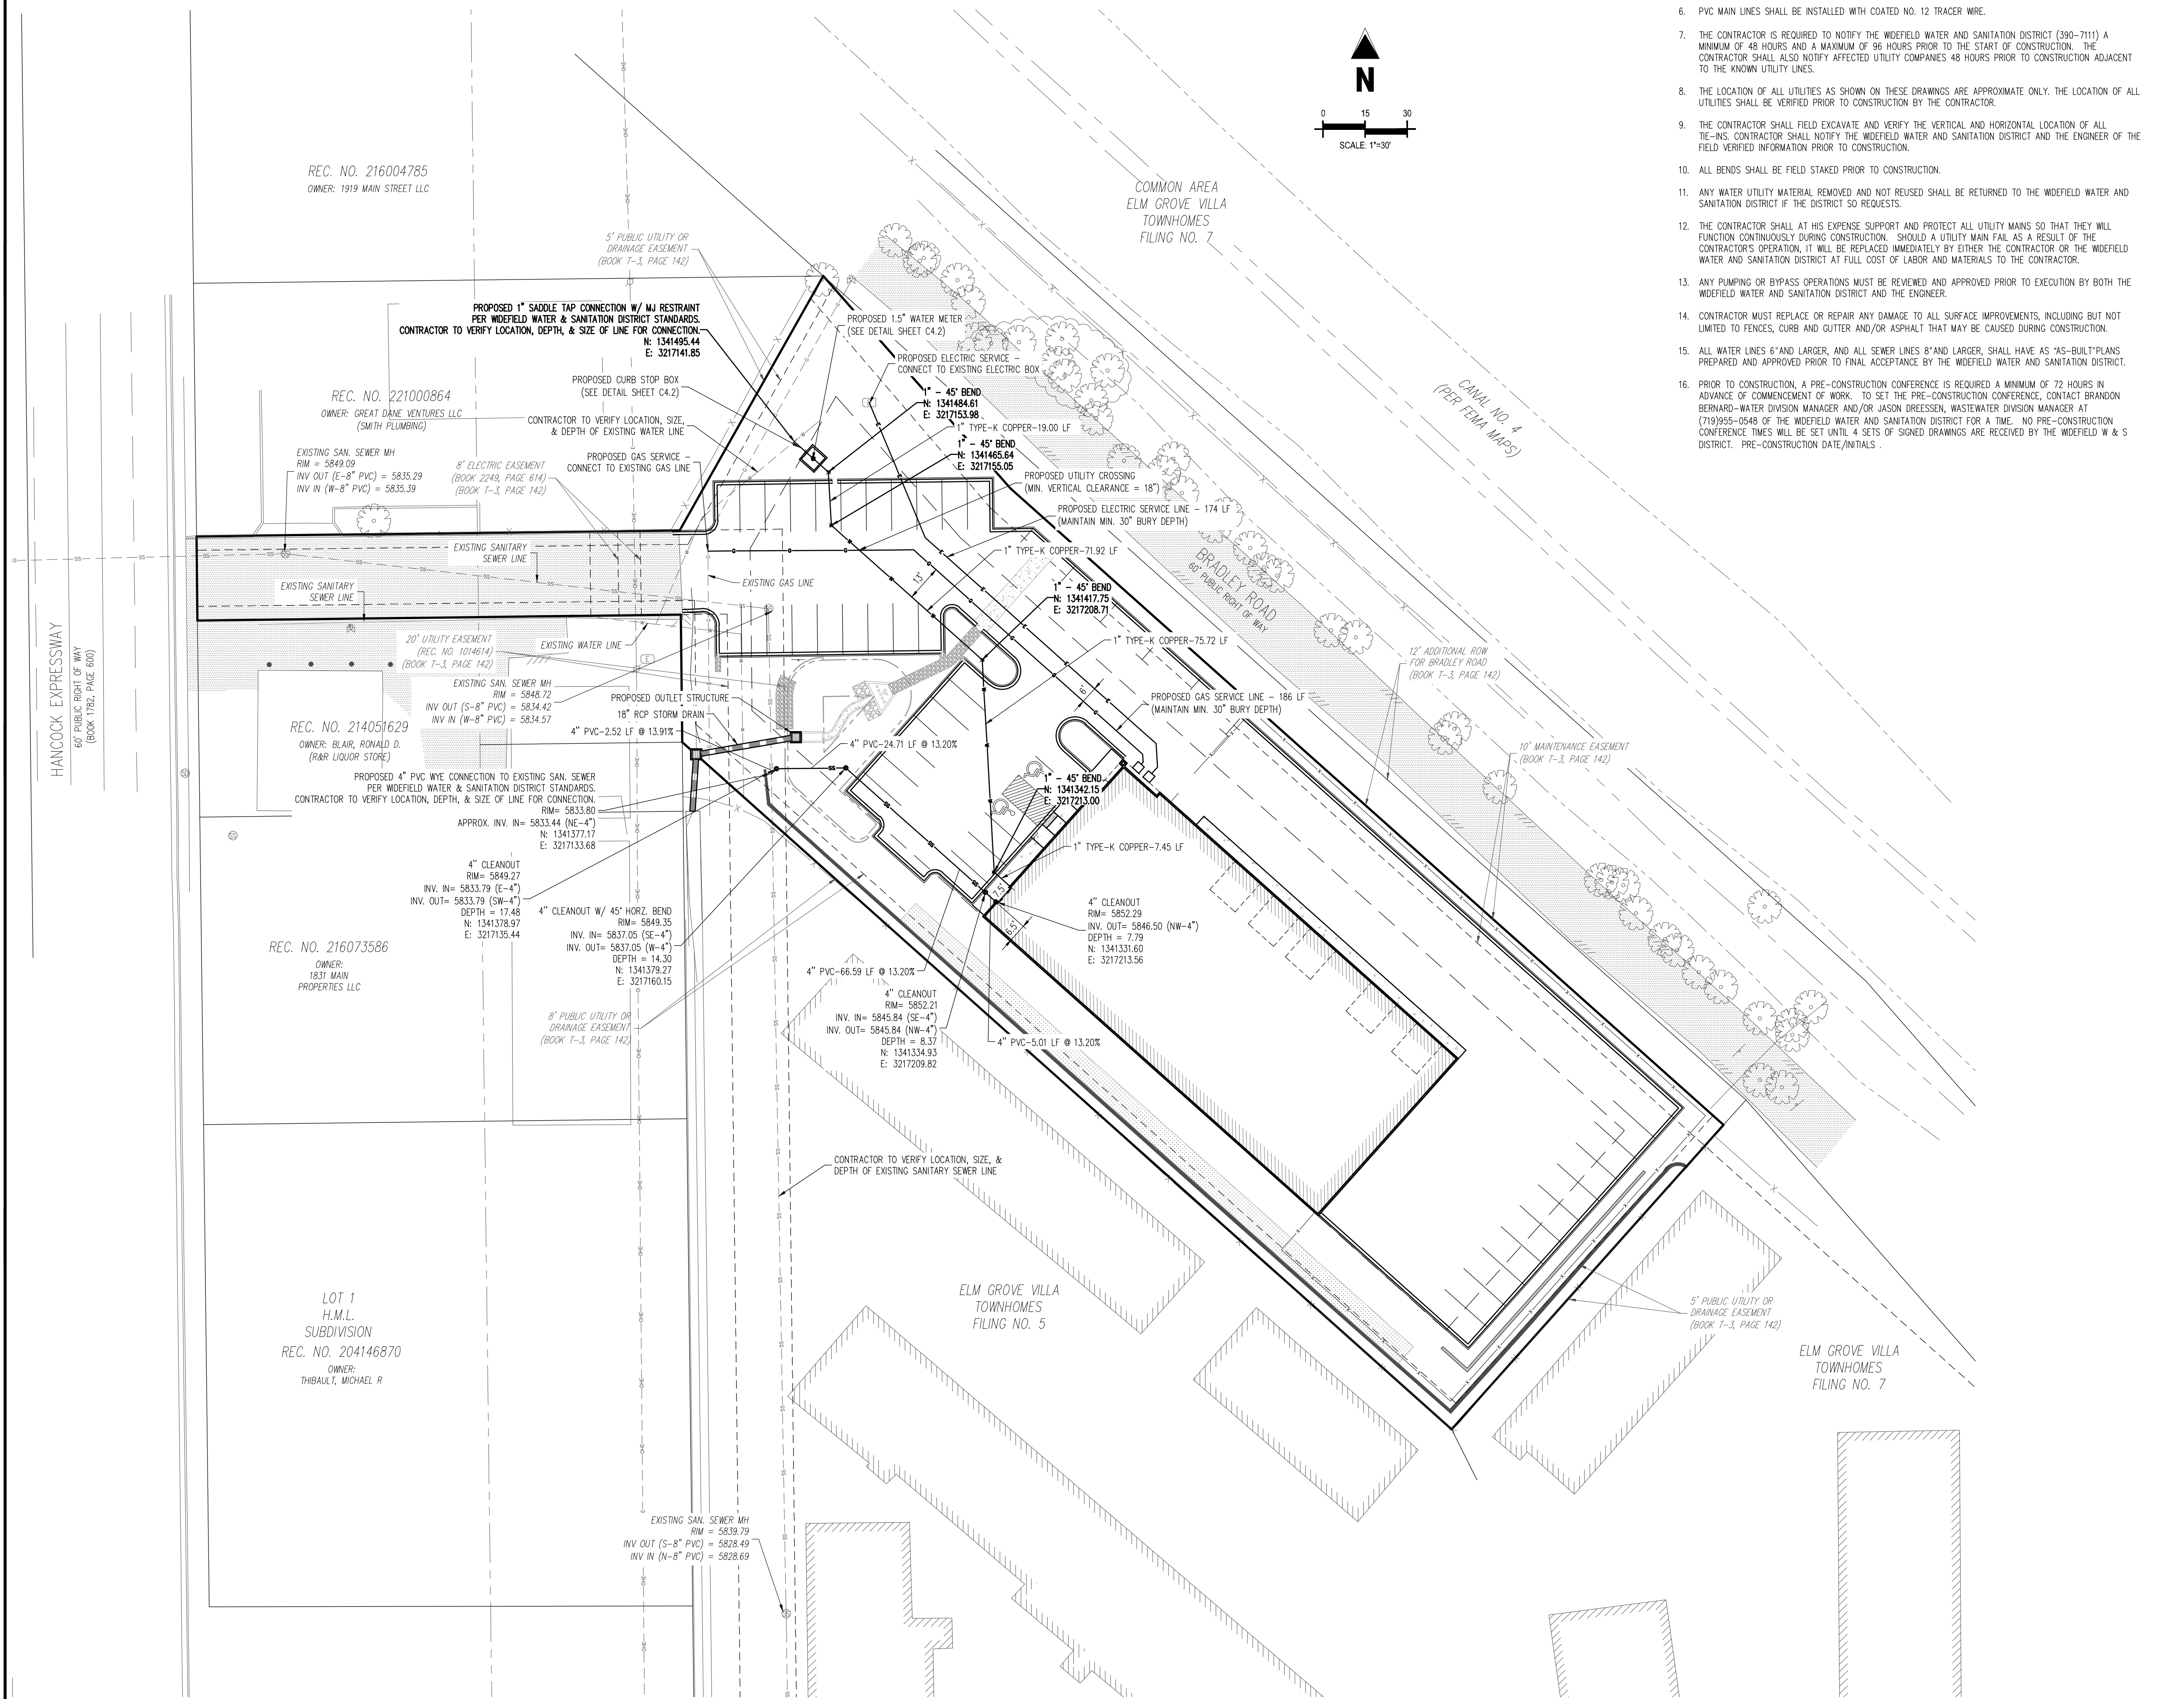 6. PVC MAIN LINES SHALL BE INSTALLED WITH COATED NO. 12 TRACER WIRE.
7. THE CONTRACTOR IS REQUIRED TO NOTIFY THE WIDEFIELD WATER AND SANITATION DISTRICT (390-7111) A
MINIMUM OF 48 HOURS AND A MAXIMUM OF 96 HOURS PRIOR TO THE START OF CONSTRUCTION. THE
CONTRACTOR SHALL ALSO NOTIFY AFFECTED UTILITY COMPANIES 48 HOURS PRIOR TO CONSTRUCTION ADJACENT
TO THE KNOWN UTILITY LINES.
8. THE LOCATION OF ALL UTILITIES AS SHOWN ON THESE DRAWINGS ARE APPROXIMATE ONLY. THE LOCATION OF ALL
UTILITIES SHALL BE VERIFIED PRIOR TO CONSTRUCTION BY THE CONTRACTOR.
9. THE CONTRACTOR SHALL FIELD EXCAVATE AND VERIFY THE VERTICAL AND HORIZONTAL LOCATION OF ALL
TIE-INS. CONTRACTOR SHALL NOTIFY THE WIDEFIELD WATER AND SANITATION DISTRICT AND THE ENGINEER OF THE
FIELD VERIFIED INFORMATION PRIOR TO CONSTRUCTION.
10. ALL BENDS SHALL BE FIELD STAKED PRIOR TO CONSTRUCTION.
11. ANY WATER UTILITY MATERIAL REMOVED AND NOT REUSED SHALL BE RETURNED TO THE WIDEFIELD WATER AND
SANITATION DISTRICT IF THE DISTRICT SO REQUESTS.
12. THE CONTRACTOR SHALL AT HIS EXPENSE SUPPORT AND PROTECT ALL UTILITY MAINS SO THAT THEY WILL
FUNCTION CONTINUOUSLY DURING CONSTRUCTION. SHOULD A UTILITY MAIN FAIL AS A RESULT OF THE
CONTRACTOR'S OPERATION, IT WILL BE REPLACED IMMEDIATELY BY EITHER THE CONTRACTOR OR THE WIDEFIELD
WATER AND SANITATION DISTRICT AT FULL COST OF LABOR AND MATERIALS TO THE CONTRACTOR.
13. ANY PUMPING OR BYPASS OPERATIONS MUST BE REVIEWED AND APPROVED PRIOR TO EXECUTION BY BOTH THE
WIDEFIELD WATER AND SANITATION DISTRICT AND THE ENGINEER.
14. CONTRACTOR MUST REPLACE OR REPAIR ANY DAMAGE TO ALL SURFACE IMPROVEMENTS, INCLUDING BUT NOT
LIMITED TO FENCES, CURB AND GUTTER AND/OR ASPHALT THAT MAY BE CAUSED DURING CONSTRUCTION.
15. ALL WATER LINES 6" AND LARGER, AND ALL SEWER LINES 8" AND LARGER, SHALL HAVE AS "AS-BUILT" PLANS
PREPARED AND APPROVED PRIOR TO FINAL ACCEPTANCE BY THE WIDEFIELD WATER AND SANITATION DISTRICT.
16. PRIOR TO CONSTRUCTION, A PRE-CONSTRUCTION CONFERENCE IS REQUIRED A MINIMUM OF 72 HOURS IN
ADVANCE OF COMMENCEMENT OF WORK. TO SET THE PRE-CONSTRUCTION CONFERENCE, CONTACT BRANDON
BERNARD-WATER DIVISION MANAGER AND/OR JASON DREESSEN, WASTEWATER DIVISION MANAGER AT
(719)955-0548 OF THE WIDEFIELD WATER AND SANITATION DISTRICT FOR A TIME. NO PRE-CONSTRUCTION
CONFERENCE TIMES WILL BE SET UNTIL 4 SETS OF SIGNED DRAWINGS ARE RECEIVED BY THE WIDEFIELD W & S
DISTRICT. PRE-CONSTRUCTION DATE/INITIALS .
N
0 15 30
SCALE: 1"=30'
COMMON AREA
ELM GROVE VILLA
TOWNHOMES
FILING NO. 7
CANAL NO. 4
(PER FEMA MAPS)
REC. NO. 216004785
OWNER: 1919 MAIN STREET LLC
5' PUBLIC UTILITY OR
DRAINAGE EASEMENT
(BOOK T-3, PAGE 142)
PROPOSED 1" SADDLE TAP CONNECTION W/ MJ RESTRAINT
PER WIDEFIELD WATER & SANITATION DISTRICT STANDARDS.
CONTRACTOR TO VERIFY LOCATION, DEPTH, & SIZE OF LINE FOR CONNECTION.
N: 1341495.44
E: 3217141.85
PROPOSED 1.5" WATER METER
(SEE DETAIL SHEET C4.2)
PROPOSED ELECTRIC SERVICE -
CONNECT TO EXISTING ELECTRIC BOX
PROPOSED CURB STOP BOX
(SEE DETAIL SHEET C4.2)
1" - 45° BEND
N: 1341484.61
E: 3217153.98
REC. NO. 221000864
OWNER: GREAT DANE VENTURES LLC
(SMITH PLUMBING)
CONTRACTOR TO VERIFY LOCATION, SIZE,
& DEPTH OF EXISTING WATER LINE
1" TYPE-K COPPER-19.00 LF
1" - 45° BEND
N: 1341465.64
E: 3217155.05
EXISTING SAN. SEWER MH
RIM = 5849.09
INV OUT (E-8" PVC) = 5835.29
INV IN (W-8" PVC) = 5835.39
8' ELECTRIC EASEMENT
(BOOK 2249, PAGE 614)
(BOOK T-3, PAGE 142)
PROPOSED GAS SERVICE -
CONNECT TO EXISTING GAS LINE
PROPOSED UTILITY CROSSING
(MIN. VERTICAL CLEARANCE = 18")
PROPOSED ELECTRIC SERVICE LINE - 174 LF
(MAINTAIN MIN. 30" BURY DEPTH)
EXISTING SANITARY
SEWER LINE
1" TYPE-K COPPER-71.92 LF
BRADLEY ROAD
60' PUBLIC RIGHT OF WAY
EXISTING SANITARY
SEWER LINE
EXISTING GAS LINE
13'
1" - 45° BEND
N: 1341417.75
E: 3217208.71
HANCOCK EXPRESSWAY
60' PUBLIC RIGHT OF WAY
(BOOK 1782, PAGE 600)
20' UTILITY EASEMENT
(REC. NO. 1014614)
(BOOK T-3, PAGE 142)
EXISTING WATER LINE
E
1" TYPE-K COPPER-75.72 LF
12' ADDITIONAL ROW
FOR BRADLEY ROAD
(BOOK T-3, PAGE 142)
EXISTING SAN. SEWER MH
RIM = 5848.72
INV OUT (S-8" PVC) = 5834.42
INV IN (W-8" PVC) = 5834.57
PROPOSED OUTLET STRUCTURE
18" RCP STORM DRAIN
4" PVC-2.52 LF @ 13.91%
6'
PROPOSED GAS SERVICE LINE - 186 LF
(MAINTAIN MIN. 30" BURY DEPTH)
REC. NO. 214051629
OWNER: BLAIR, RONALD D.
(R&R LIQUOR STORE)
4" PVC-24.71 LF @ 13.20%
10' MAINTENANCE EASEMENT
(BOOK T-3, PAGE 142)
PROPOSED 4" PVC WYE CONNECTION TO EXISTING SAN. SEWER
PER WIDEFIELD WATER & SANITATION DISTRICT STANDARDS.
CONTRACTOR TO VERIFY LOCATION, DEPTH, & SIZE OF LINE FOR CONNECTION.
RIM= 5833.80
APPROX. INV. IN= 5833.44 (NE-4")
N: 1341377.17
E: 3217133.68
1" - 45° BEND
N: 1341342.15
E: 3217213.00
1" TYPE-K COPPER-7.45 LF
4" CLEANOUT
RIM= 5849.27
INV. IN= 5833.79 (E-4")
INV. OUT= 5833.79 (SW-4")
DEPTH = 17.48
N: 1341378.97
E: 3217135.44
4" CLEANOUT W/ 45° HORZ. BEND
RIM= 5849.35
INV. IN= 5837.05 (SE-4")
INV. OUT= 5837.05 (W-4")
DEPTH = 14.30
N: 1341379.27
E: 3217160.15
7.5'
6.5'
4" CLEANOUT
RIM= 5852.29
INV. OUT= 5846.50 (NW-4")
DEPTH = 7.79
N: 1341331.60
E: 3217213.56
REC. NO. 216073586
OWNER:
1831 MAIN
PROPERTIES LLC
4" PVC-66.59 LF @ 13.20%
4" CLEANOUT
RIM= 5852.21
INV. IN= 5845.84 (SE-4")
INV. OUT= 5845.84 (NW-4")
DEPTH = 8.37
N: 1341334.93
E: 3217209.82
4" PVC-5.01 LF @ 13.20%
8' PUBLIC UTILITY OR
DRAINAGE EASEMENT
(BOOK T-3, PAGE 142)
CONTRACTOR TO VERIFY LOCATION, SIZE, &
DEPTH OF EXISTING SANITARY SEWER LINE
LOT 1
H.M.L.
SUBDIVISION
REC. NO. 204146870
OWNER:
THIBAULT, MICHAEL R
ELM GROVE VILLA
TOWNHOMES
FILING NO. 5
5' PUBLIC UTILITY OR
DRAINAGE EASEMENT
(BOOK T-3, PAGE 142)
ELM GROVE VILLA
TOWNHOMES
FILING NO. 7
EXISTING SAN. SEWER MH
RIM = 5839.79
INV OUT (S-8" PVC) = 5828.49
INV IN (N-8" PVC) = 5828.69